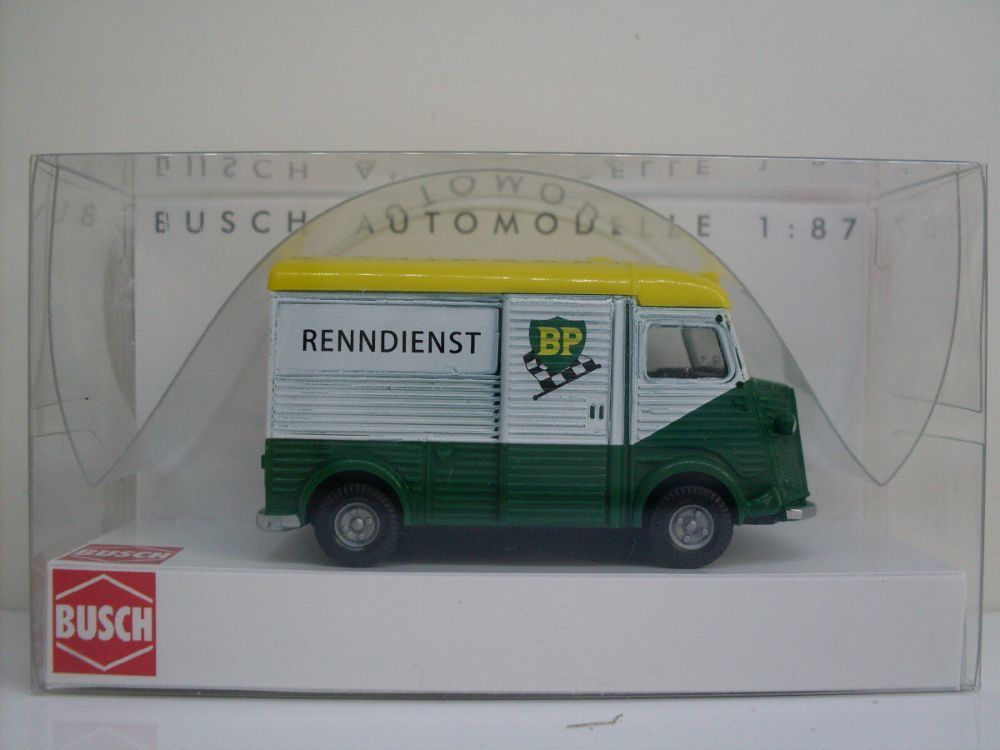 BUSCH AUTOMODELLE 1:87
RENNDIENST
BP
BUSCH
BUSCH